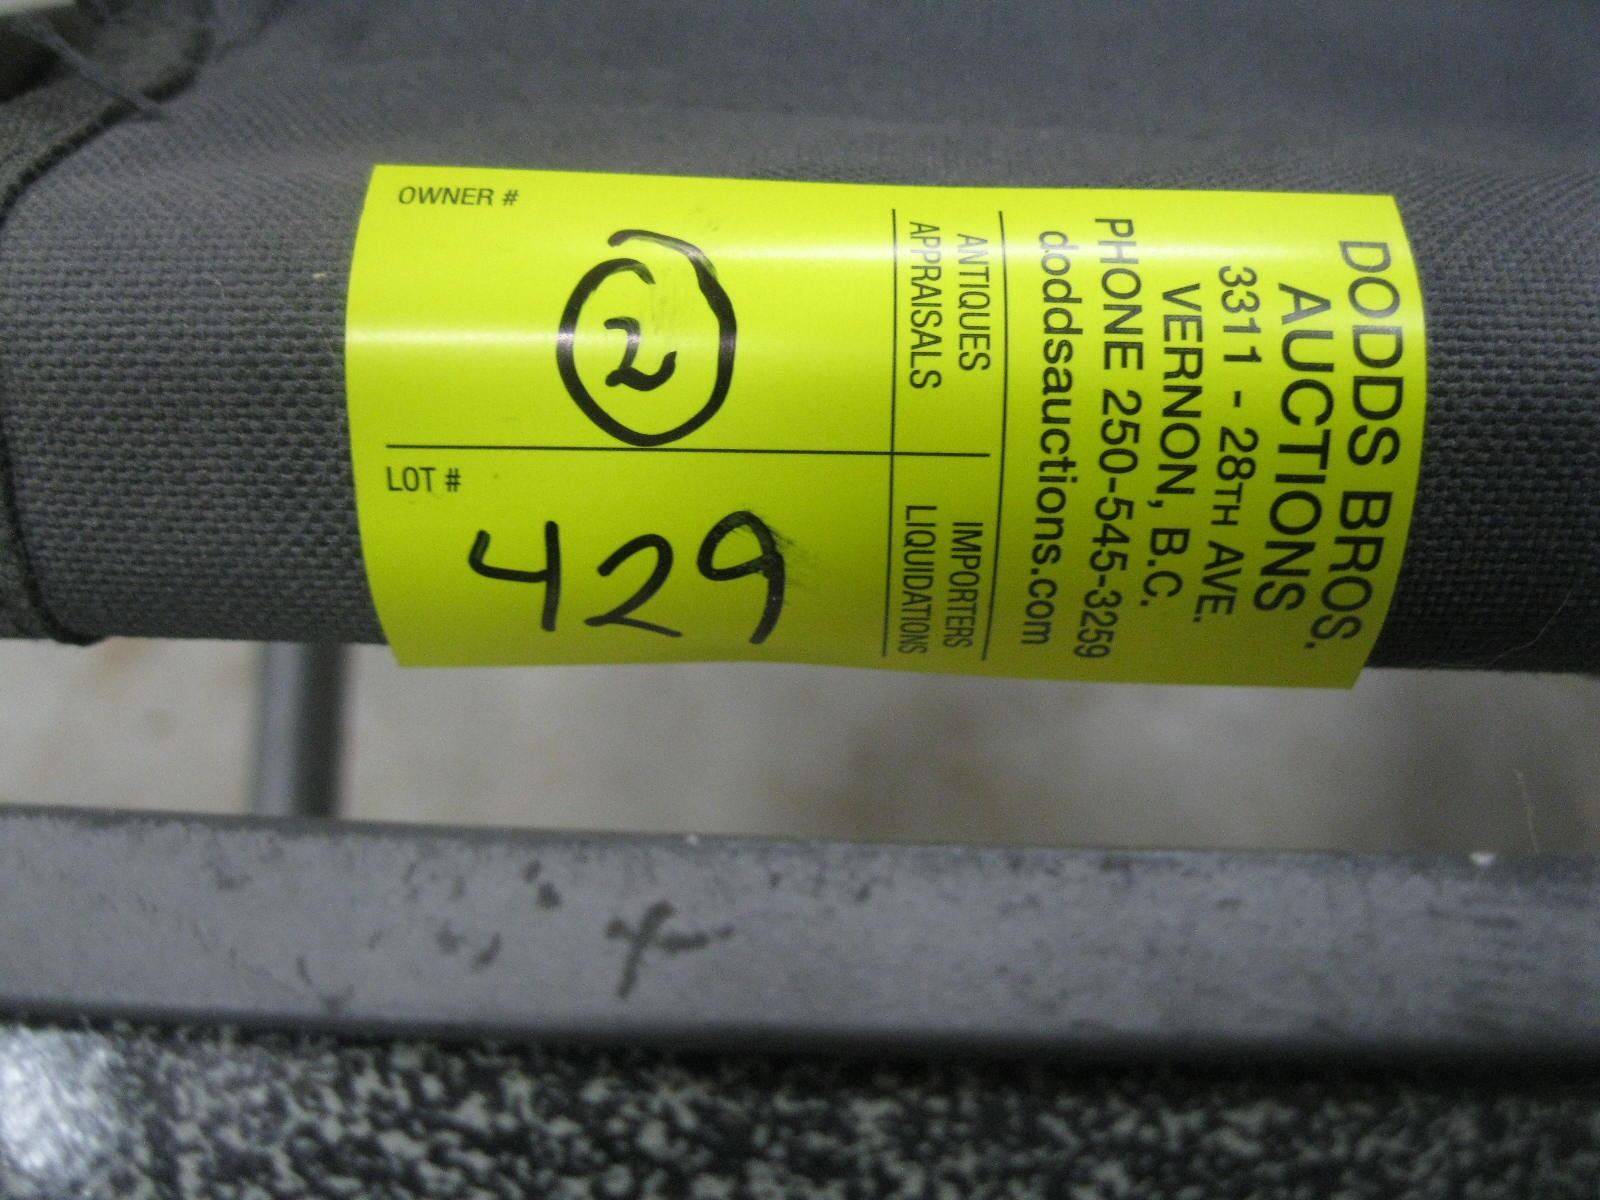 DODDS BROS.
AUCTIONS
3311 - 28TH AVE.
VERNON, B.C.
PHONE 250-545-3259
doddsauctions.com
ANTIQUES
APPRAISALS
IMPORTERS
LIQUIDATIONS
OWNER #
2
LOT #
429